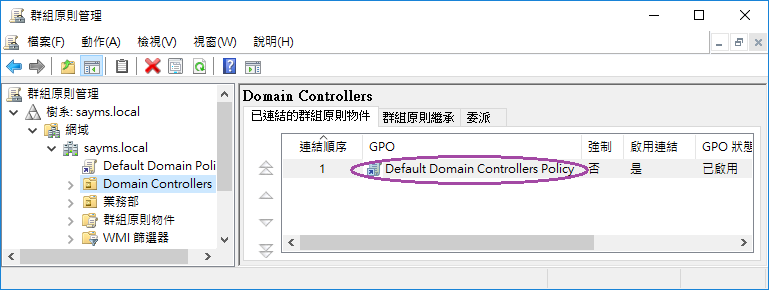 群組原則管理
檔案(F) 動作(A) 檢視(V) 視窗(W) 說明(H)
群組原則管理
樹系: sayms.local
網域
sayms.local
Default Domain Poli
Domain Controllers
業務部
群組原則物件
WMI 篩選器
Domain Controllers
已連結的群組原則物件 群組原則繼承 委派
連結順序 GPO 強制 啟用連結 GPO 狀態
1 Default Domain Controllers Policy 否 是 已啟用